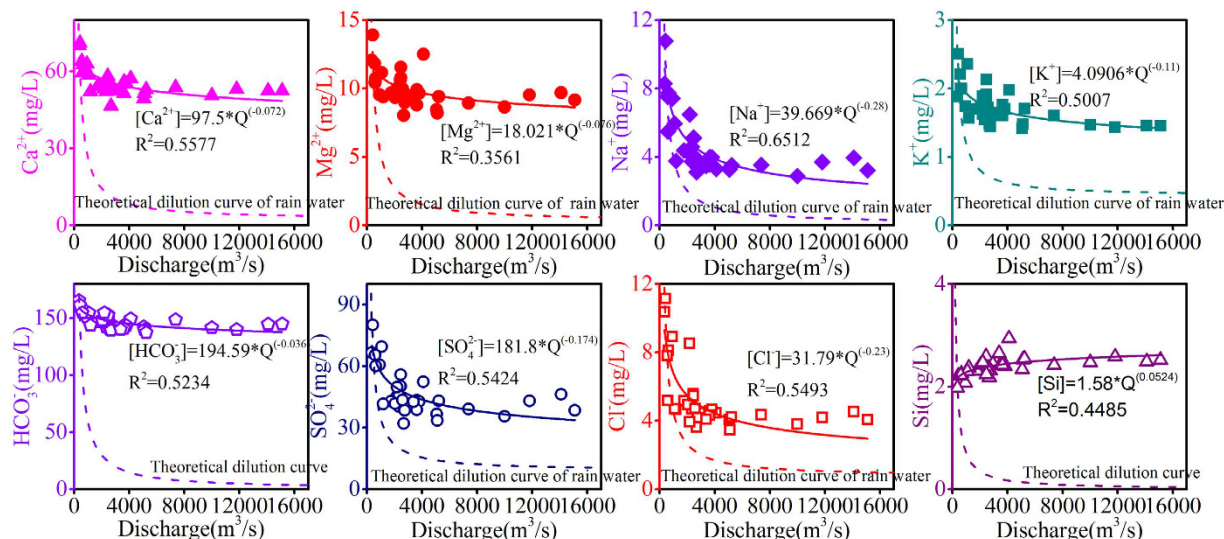 Ca²⁺(mg/L)
60
30
0
[Ca²⁺]=97.5*Q^(-0.072)
R²=0.5577
Theoretical dilution curve of rain water
0 4000 8000 12000 16000
Discharge(m³/s)
Mg²⁺(mg/L)
15
10
5
0
[Mg²⁺]=18.021*Q^(-0.076)
R²=0.3561
Theoretical dilution curve of rain water
0 4000 8000 12000 16000
Discharge(m³/s)
Na⁺(mg/L)
12
8
4
0
[Na⁺]=39.669*Q^(-0.28)
R²=0.6512
Theoretical dilution curve of rain water
0 4000 8000 12000 16000
Discharge(m³/s)
K⁺(mg/L)
3
2
1
0
[K⁺]=4.0906*Q^(-0.11)
R²=0.5007
0 4000 8000 12000 16000
Discharge(m³/s)
HCO₃⁻(mg/L)
150
100
50
0
[HCO₃⁻]=194.59*Q^(-0.036)
R²=0.5234
Theoretical dilution curve
0 4000 8000 12000 16000
Discharge(m³/s)
SO₄²⁻(mg/L)
90
60
30
0
[SO₄²⁻]=181.8*Q^(-0.174)
R²=0.5424
Theoretical dilution curve of rain water
0 4000 8000 12000 16000
Discharge(m³/s)
Cl⁻(mg/L)
12
8
4
0
[Cl⁻]=31.79*Q^(-0.23)
R²=0.5493
Theoretical dilution curve of rain water
0 4000 8000 12000 16000
Discharge(m³/s)
Si(mg/L)
4
2
0
[Si]=1.58*Q^(0.0524)
R²=0.4485
0 4000 8000 12000 16000
Discharge(m³/s)